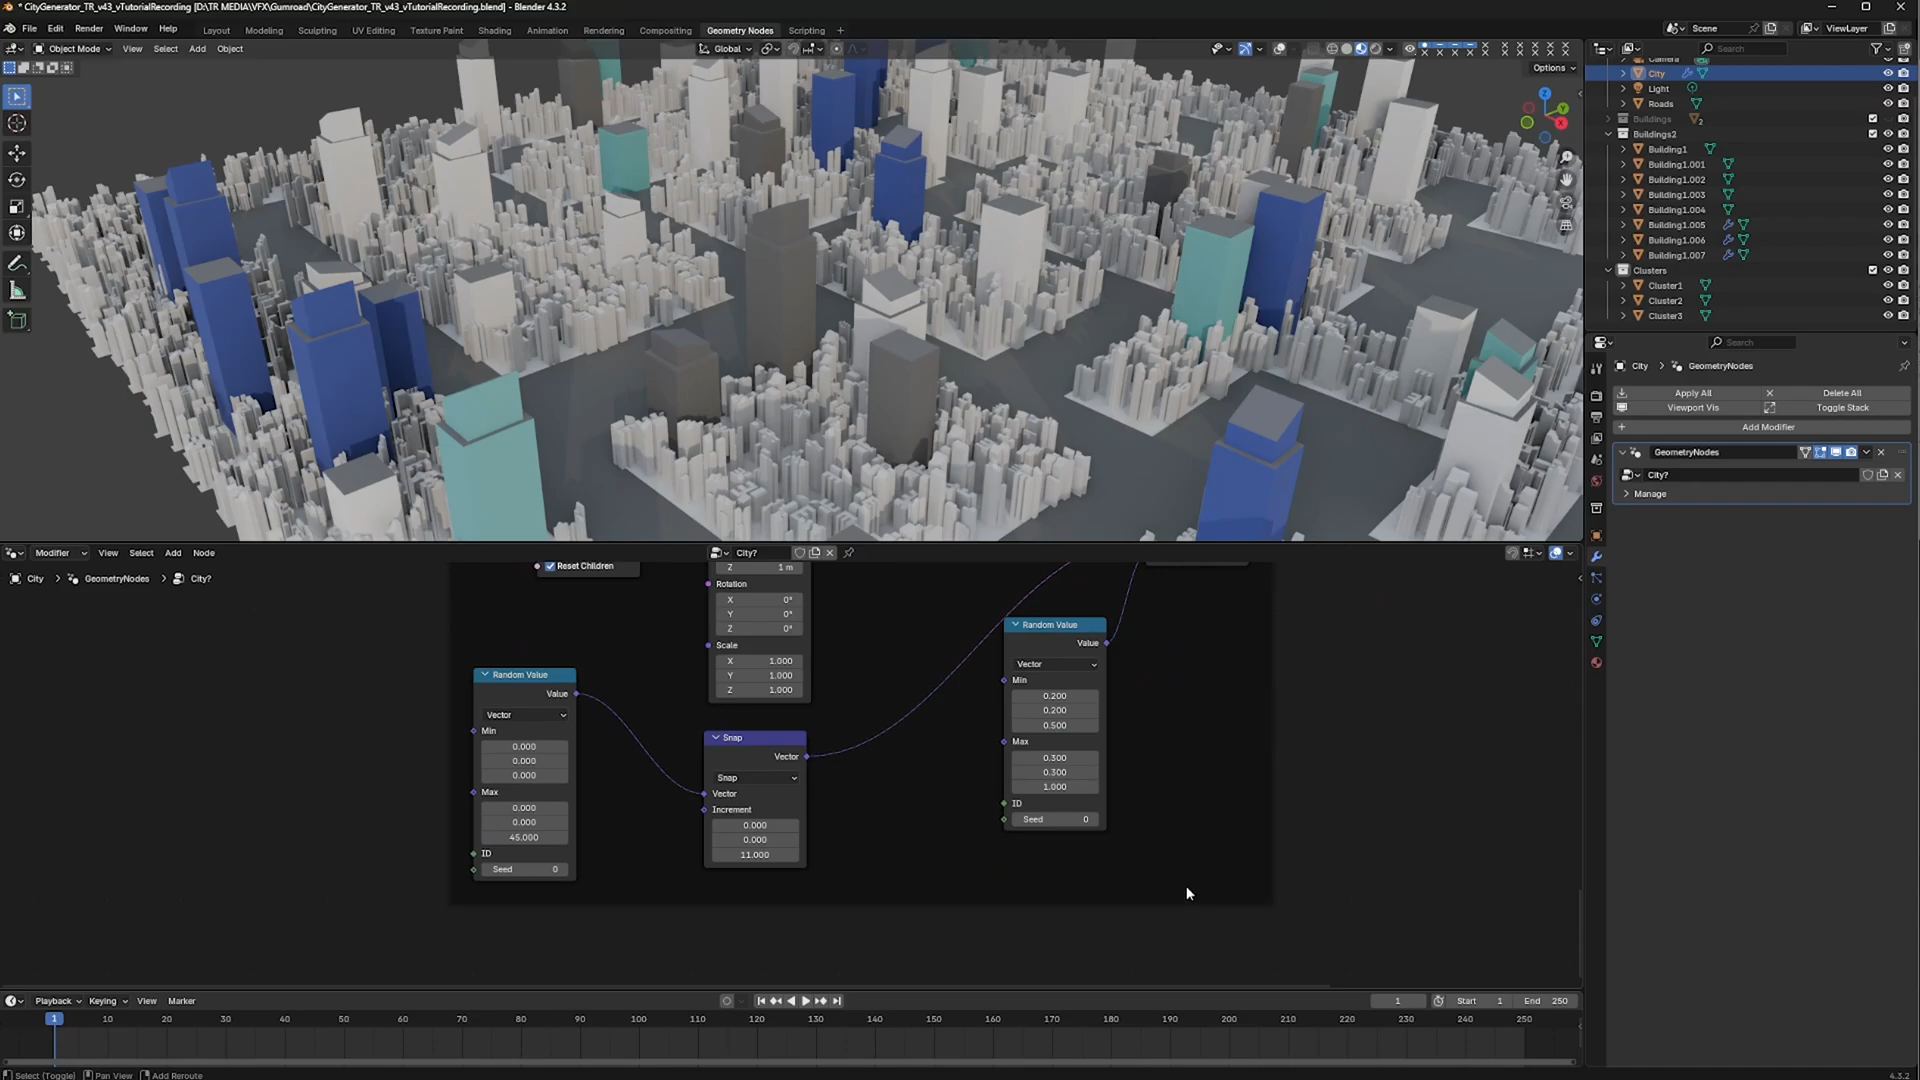 * CityGenerator_TR_v43_vTutorialRecording [D:\TR MEDIA\VFX\Gumroad\CityGenerator_TR_v43_vTutorialRecording.blend] - Blender 4.3.2
File Edit Render Window Help
Layout Modeling Sculpting UV Editing Texture Paint Shading Animation Rendering Compositing Geometry Nodes Scripting +
Scene
ViewLayer
Object Mode View Select Add Object
Global
Options
Search
Camera
City
Light
Roads
Buildings
2
Buildings2
Building1
Building1.001
Building1.002
Building1.003
Building1.004
Building1.005
Building1.006
Building1.007
Clusters
Cluster1
Cluster2
Cluster3
Search
City > GeometryNodes
Apply All
Delete All
Viewport Vis
Toggle Stack
Add Modifier
GeometryNodes
City?
Manage
Z
Y
X
Modifier View Select Add Node
City?
City > GeometryNodes > City?
Reset Children
Z 1 m
Rotation
X 0°
Y 0°
Z 0°
Scale
X 1.000
Y 1.000
Z 1.000
Random Value
Value
Vector
Min
0.000
0.000
0.000
Max
0.000
0.000
45.000
ID
Seed 0
Snap
Vector
Snap
Vector
Increment
0.000
0.000
11.000
Random Value
Value
Vector
Min
0.200
0.200
0.500
Max
0.300
0.300
1.000
ID
Seed 0
Playback Keying View Marker
1
Start 1
End 250
1 10 20 30 40 50 60 70 80 90 100 110 120 130 140 150 160 170 180 190 200 210 220 230 240 250
Select (Toggle) Pan View Add Reroute
4.3.2